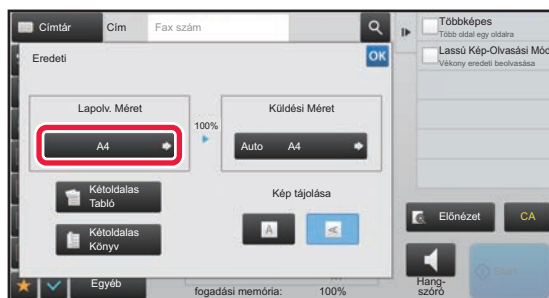 Címtár
Cím
Fax szám
Többképes
Több oldal egy oldalra
Lassú Kép-Olvasási Mód
Vékony eredeti beolvasása
Eredeti
OK
Lapolv. Méret
100%
Küldési Méret
A4
Auto A4
Kétoldalas
Tabló
Kétoldalas
Könyv
Kép tájolása
A
A
Előnézet
CA
Egyéb
fogadási memória: 100%
Hang-
szóró
Start